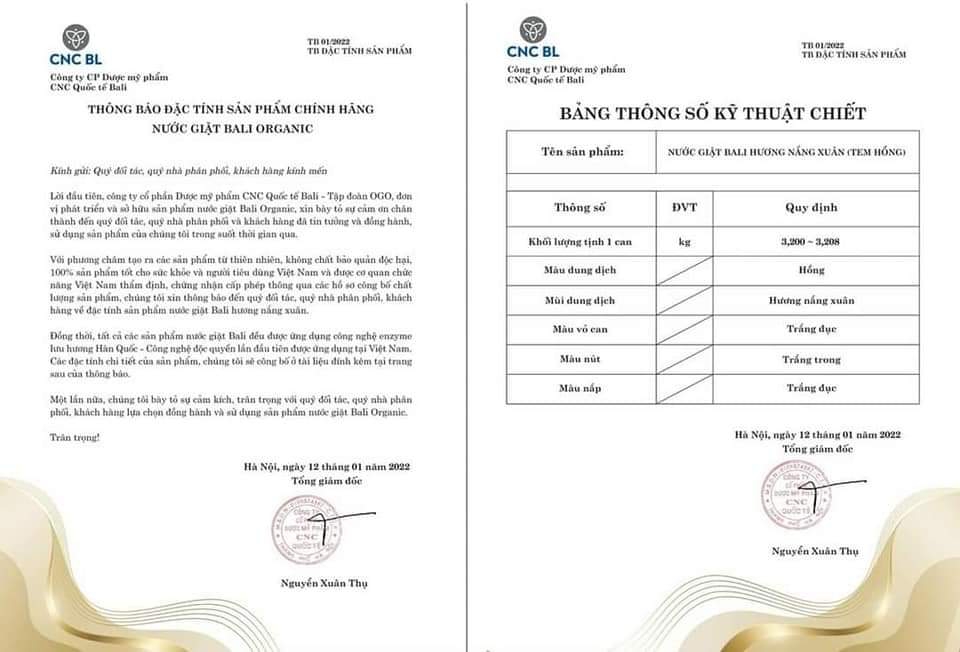 CNC BL
Công ty CP Dược mỹ phẩm
CNC Quốc tế Bali
TB 01/2022
TB ĐẶC TÍNH SẢN PHẨM
THÔNG BÁO ĐẶC TÍNH SẢN PHẨM CHÍNH HÃNG
NƯỚC GIẶT BALI ORGANIC
Kính gửi: Quý đối tác, quý nhà phân phối, khách hàng kính mến
Lời đầu tiên, công ty cổ phần Dược mỹ phẩm CNC Quốc tế Bali - Tập đoàn OGO, đơn
vị phát triển và sở hữu sản phẩm nước giặt Bali Organic, xin bày tỏ sự cảm ơn chân
thành đến quý đối tác, quý nhà phân phối và khách hàng đã tin tưởng và đồng hành,
sử dụng sản phẩm của chúng tôi trong suốt thời gian qua.
Với phương châm tạo ra các sản phẩm từ thiên nhiên, không chất bảo quản độc hại,
100% sản phẩm tốt cho sức khỏe và người tiêu dùng Việt Nam và được cơ quan chức
năng Việt Nam thẩm định, chứng nhận cấp phép thông qua các hồ sơ công bố chất
lượng sản phẩm, chúng tôi xin thông báo đến quý đối tác, quý nhà phân phối, khách
hàng về đặc tính sản phẩm nước giặt Bali hương nắng xuân.
Đồng thời, tất cả các sản phẩm nước giặt Bali đều được ứng dụng công nghệ enzyme
lưu hương Hàn Quốc - Công nghệ độc quyền lần đầu tiên được ứng dụng tại Việt Nam.
Các đặc tính chi tiết của sản phẩm, chúng tôi sẽ công bố ở tài liệu đính kèm tại trang
sau của thông báo.
Một lần nữa, chúng tôi bày tỏ sự cảm kích, trân trọng với quý đối tác, quý nhà phân
phối, khách hàng lựa chọn đồng hành và sử dụng sản phẩm nước giặt Bali Organic.
Trân trọng!
Hà Nội, ngày 12 tháng 01 năm 2022
Tổng giám đốc
CÔNG TY
CỔ PHẦN
DƯỢC MỸ PHẨM
CNC
QUỐC TẾ
THÀNH PHỐ HÀ NỘI
Nguyễn Xuân Thụ
CNC BL
Công ty CP Dược mỹ phẩm
CNC Quốc tế Bali
TB 01/2022
TB ĐẶC TÍNH SẢN PHẨM
BẢNG THÔNG SỐ KỸ THUẬT CHIẾT
Tên sản phẩm: NƯỚC GIẶT BALI HƯƠNG NẮNG XUÂN (TEM HỒNG)
Thông số ĐVT Quy định
Khối lượng tịnh 1 can kg 3,200 ~ 3,208
Màu dung dịch Hồng
Mùi dung dịch Hương nắng xuân
Màu vỏ can Trắng đục
Màu nút Trắng trong
Màu nắp Trắng đục
Hà Nội, ngày 12 tháng 01 năm 2022
Tổng giám đốc
CÔNG TY
CỔ PHẦN
DƯỢC MỸ PHẨM
CNC
QUỐC TẾ
THÀNH PHỐ HÀ NỘI
Nguyễn Xuân Thụ